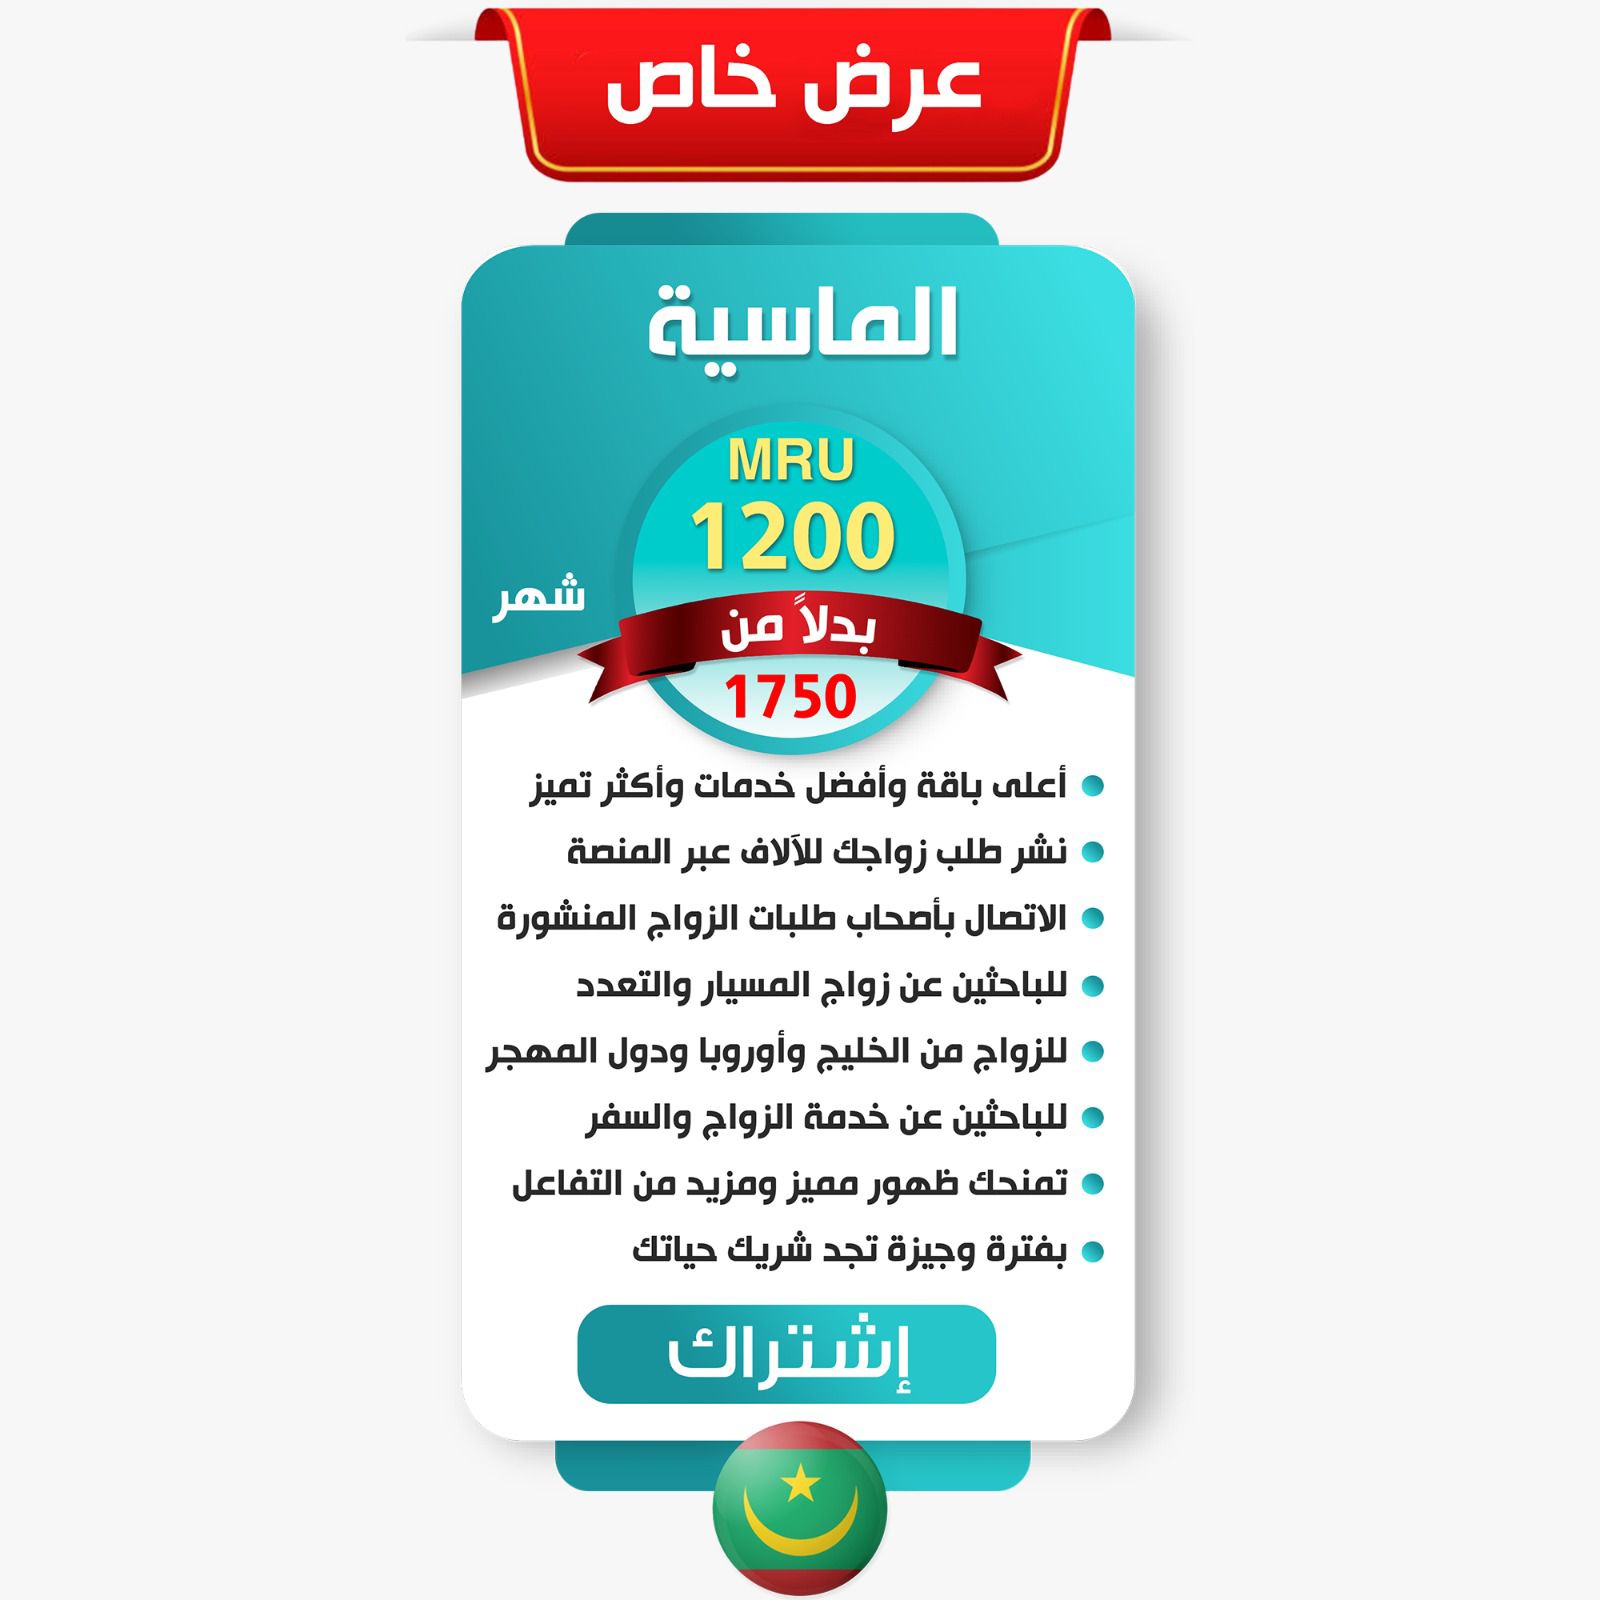 عرض خاص
الماسية
MRU
1200
شهر
بدلاً من
1750
أعلى باقة وأفضل خدمات وأكثر تميز
نشر طلب زواجك للآلاف عبر المنصة
الاتصال بأصحاب طلبات الزواج المنشورة
للباحثين عن زواج المسيار والتعدد
للزواج من الخليج وأوروبا ودول المهجر
للباحثين عن خدمة الزواج والسفر
تمنحك ظهور مميز ومزيد من التفاعل
بفترة وجيزة تجد شريك حياتك
إشتراك